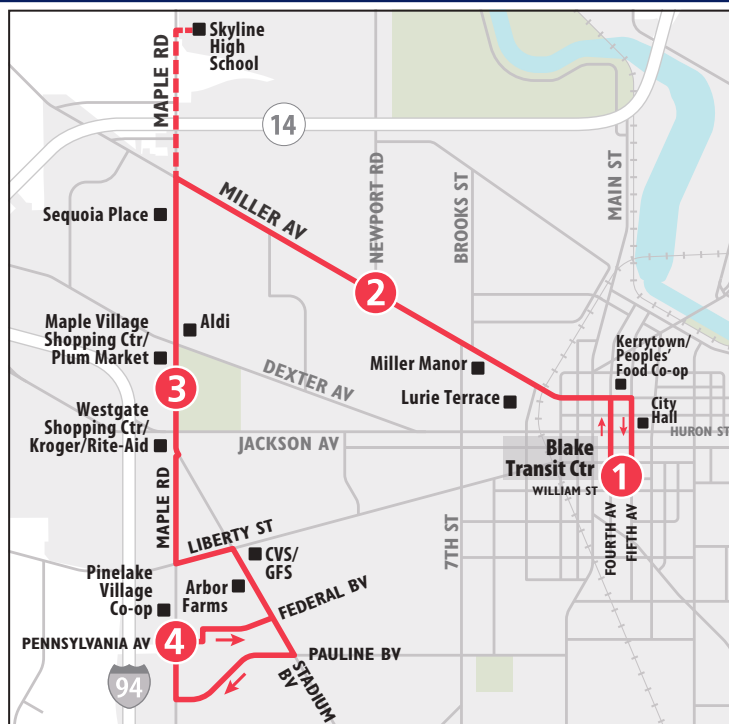 Skyline
High
School
MAPLE RD
14
MILLER AV
NEWPORT RD
BROOKS ST
MAIN ST
Sequoia Place
2
Aldi
Maple Village
Shopping Ctr/
Plum Market
DEXTER AV
Miller Manor
Kerrytown/
Peoples'
Food Co-op
3
Lurie Terrace
City
Hall
Westgate
Shopping Ctr/
Kroger/Rite-Aid
JACKSON AV
HURON ST
Blake
Transit Ctr
1
WILLIAM ST
MAPLE RD
LIBERTY ST
7TH ST
FOURTH AV
FIFTH AV
CVS/
GFS
Pinelake
Village
Co-op
Arbor
Farms
FEDERAL BV
PENNSYLVANIA AV
4
PAULINE BV
STADIUM
BV
94